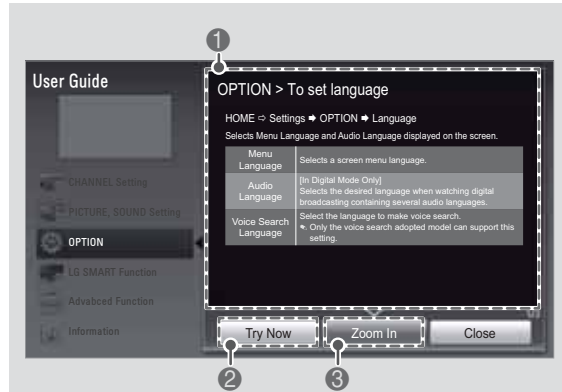 1
User Guide
OPTION > To set language
HOME ⇨ Settings ➡ OPTION ➡ Language
Selects Menu Language and Audio Language displayed on the screen.
Menu
Language
Selects a screen menu language.
Audio
Language
[In Digital Mode Only]
Selects the desired language when watching digital
broadcasting containing several audio languages.
Voice Search
Language
Select the language to make voice search.
Only the voice search adopted model can support this
setting.
CHANNEL Setting
PICTURE, SOUND Setting
OPTION
LG SMART Function
Advabced Function
Information
Try Now
Zoom In
Close
2
3